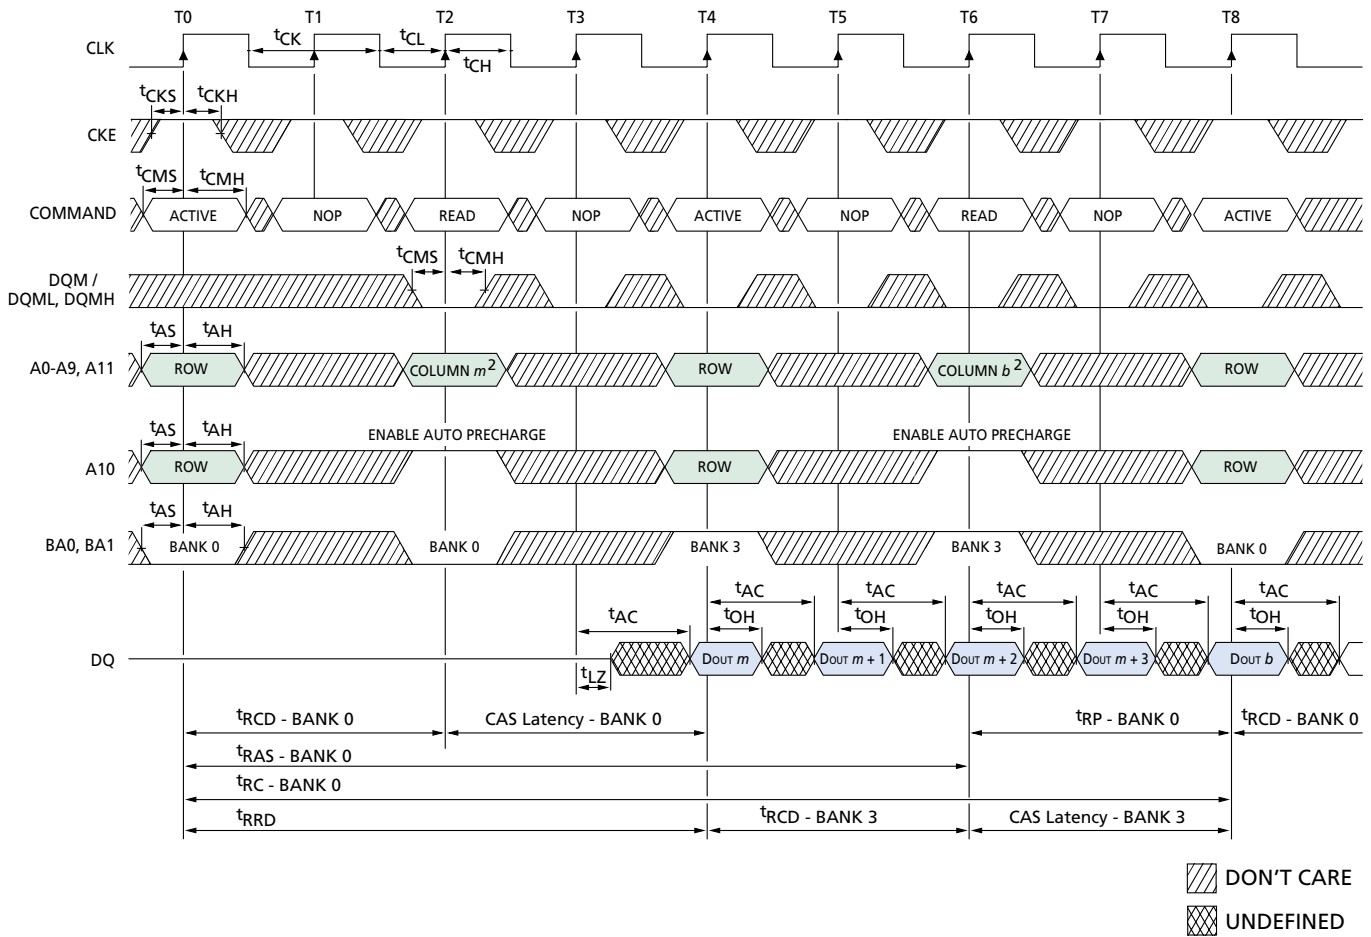 T0 T1 T2 T3 T4 T5 T6 T7 T8
CLK
tCK tCL
tCH
tCKS tCKH
CKE
tCMS tCMH
COMMAND ACTIVE NOP READ NOP ACTIVE NOP READ NOP ACTIVE
tCMS tCMH
DQM /
DQML, DQMH
tAS tAH
A0-A9, A11 ROW COLUMN m2 ROW COLUMN b2 ROW
tAS tAH
ENABLE AUTO PRECHARGE ENABLE AUTO PRECHARGE
A10 ROW ROW ROW
tAS tAH
BA0, BA1 BANK 0 BANK 0 BANK 3 BANK 3 BANK 0
tAC tAC tAC tAC tAC
tAC tOH tOH tOH tOH tOH
DQ DOUT m DOUT m + 1 DOUT m + 2 DOUT m + 3 DOUT b
tLZ
tRCD - BANK 0 CAS Latency - BANK 0 tRP - BANK 0 tRCD - BANK 0
tRAS - BANK 0
tRC - BANK 0
tRRD tRCD - BANK 3 CAS Latency - BANK 3
DON'T CARE
UNDEFINED